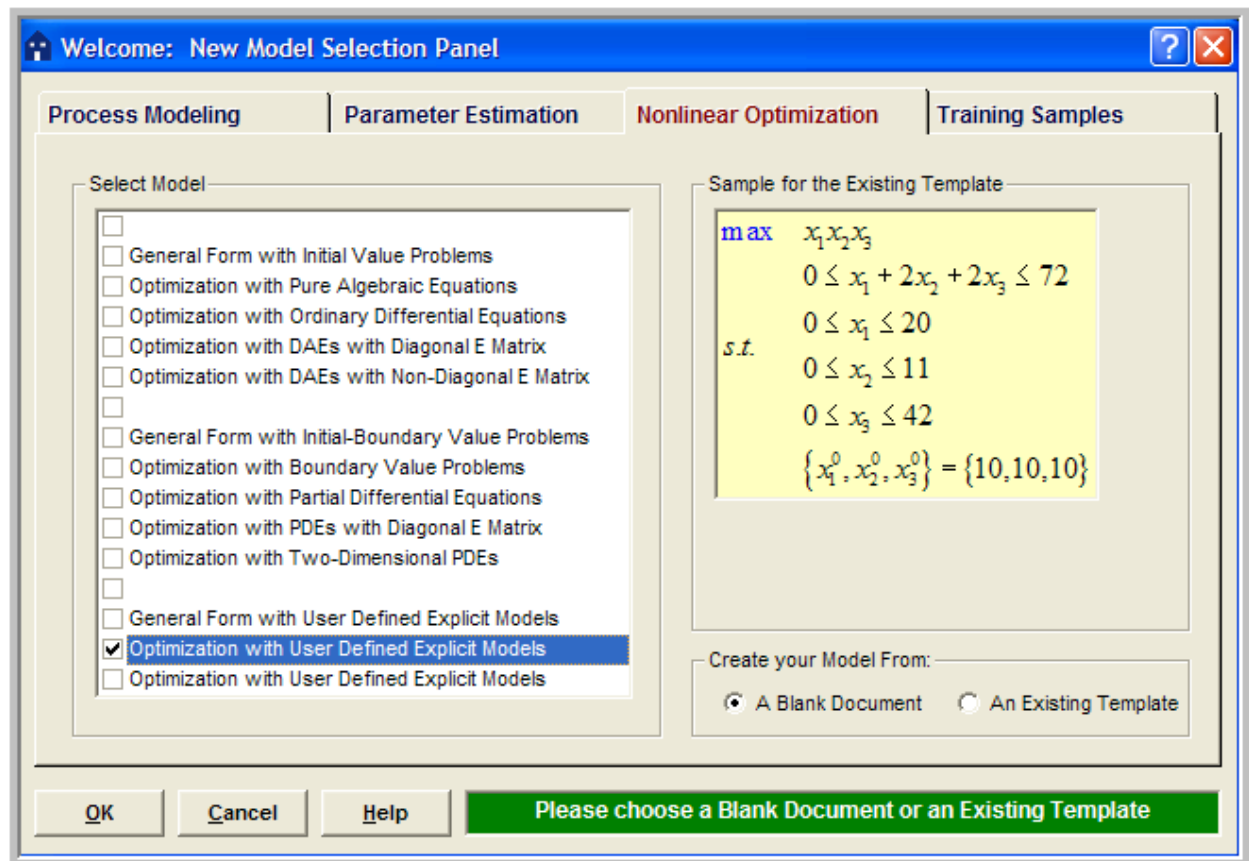 Welcome: New Model Selection Panel
Process Modeling
Parameter Estimation
Nonlinear Optimization
Training Samples
Select Model
General Form with Initial Value Problems
Optimization with Pure Algebraic Equations
Optimization with Ordinary Differential Equations
Optimization with DAEs with Diagonal E Matrix
Optimization with DAEs with Non-Diagonal E Matrix
General Form with Initial-Boundary Value Problems
Optimization with Boundary Value Problems
Optimization with Partial Differential Equations
Optimization with PDEs with Diagonal E Matrix
Optimization with Two-Dimensional PDEs
General Form with User Defined Explicit Models
Optimization with User Defined Explicit Models
Optimization with User Defined Explicit Models
Sample for the Existing Template
max x₁x₂x₃
0 ≤ x₁ + 2x₂ + 2x₃ ≤ 72
0 ≤ x₁ ≤ 20
s.t.
0 ≤ x₂ ≤ 11
0 ≤ x₃ ≤ 42
{x₁⁰, x₂⁰, x₃⁰} = {10,10,10}
Create your Model From:
A Blank Document
An Existing Template
OK
Cancel
Help
Please choose a Blank Document or an Existing Template